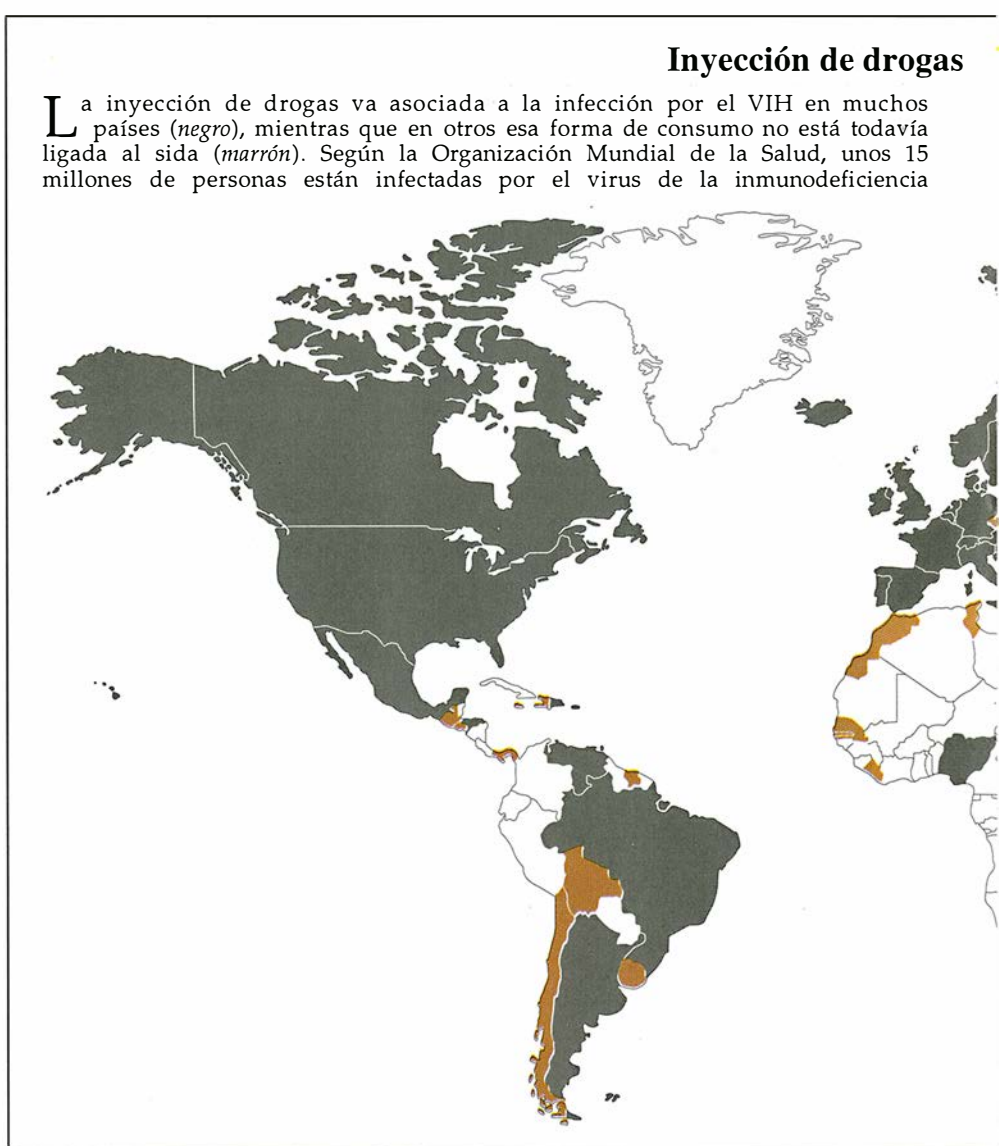 Inyección de drogas
La inyección de drogas va asociada a la infección por el VIH en muchos
países (negro), mientras que en otros esa forma de consumo no está todavía
ligada al sida (marrón). Según la Organización Mundial de la Salud, unos 15
millones de personas están infectadas por el virus de la inmunodeficiencia